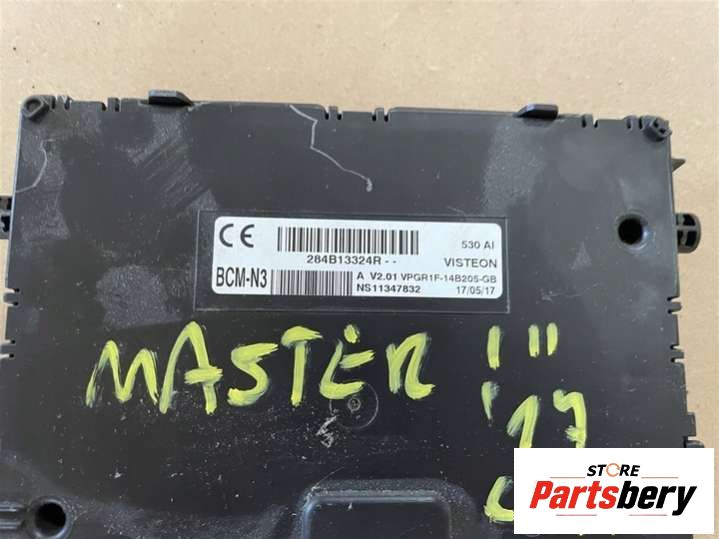 CE 530 AI
284B13324R-- VISTEON
BCM-N3 A V2.01 VPGR1F-14B205-GB
NS11347832 17/05/17
MASTER III
STORE
Partsbery